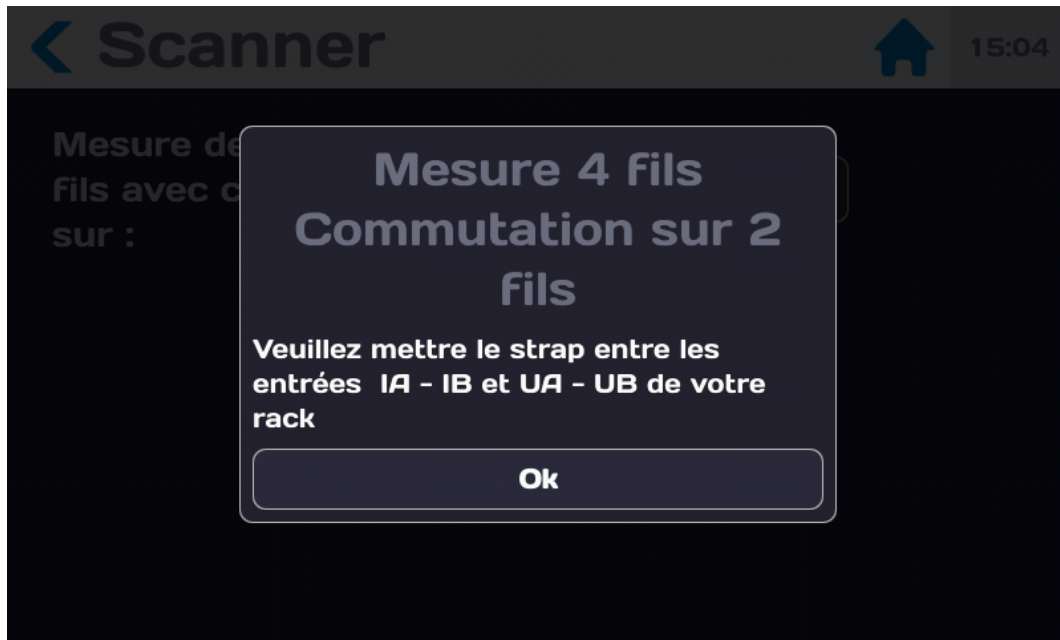 Scanner
15:04
Mesure de
fils avec c
sur :
Mesure 4 fils
Commutation sur 2
fils
Veuillez mettre le strap entre les
entrées IA - IB et UA - UB de votre
rack
Ok